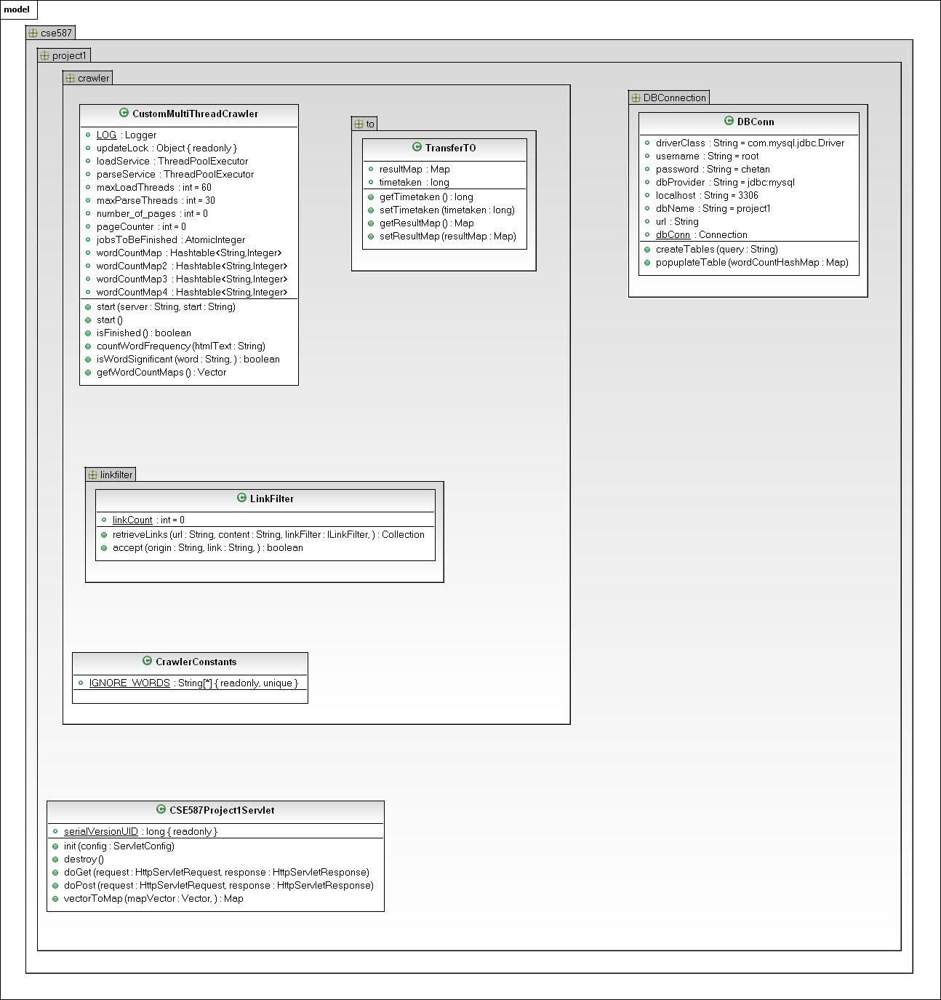 model
cse587
project1
crawler
CustomMultiThreadCrawler
LOG : Logger
updateLock : Object { readonly }
loadService : ThreadPoolExecutor
parseService : ThreadPoolExecutor
maxLoadThreads : int = 60
maxParseThreads : int = 30
number_of_pages : int = 0
pageCounter : int = 0
jobsToBeFinished : AtomicInteger
wordCountMap : Hashtable<String,Integer>
wordCountMap2 : Hashtable<String,Integer>
wordCountMap3 : Hashtable<String,Integer>
wordCountMap4 : Hashtable<String,Integer>
start (server : String, start : String)
start ()
isFinished () : boolean
countWordFrequency (htmlText : String)
isWordSignificant (word : String, ) : boolean
getWordCountMaps () : Vector
to
TransferTO
resultMap : Map
timetaken : long
getTimetaken () : long
setTimetaken (timetaken : long)
getResultMap () : Map
setResultMap (resultMap : Map)
DBConnection
DBConn
driverClass : String = com.mysql.jdbc.Driver
username : String = root
password : String = chetan
dbProvider : String = jdbc:mysql
localhost : String = 3306
dbName : String = project1
url : String
dbConn : Connection
createTables (query : String)
popuplateTable (wordCountHashMap : Map)
linkfilter
LinkFilter
linkCount : int = 0
retrieveLinks (url : String, content : String, linkFilter : ILinkFilter, ) : Collection
accept (origin : String, link : String, ) : boolean
CrawlerConstants
IGNORE_WORDS : String[*] { readonly, unique }
CSE587Project1Servlet
serialVersionUID : long { readonly }
init (config : ServletConfig)
destroy ()
doGet (request : HttpServletRequest, response : HttpServletResponse)
doPost (request : HttpServletRequest, response : HttpServletResponse)
vectorToMap (mapVector : Vector, ) : Map